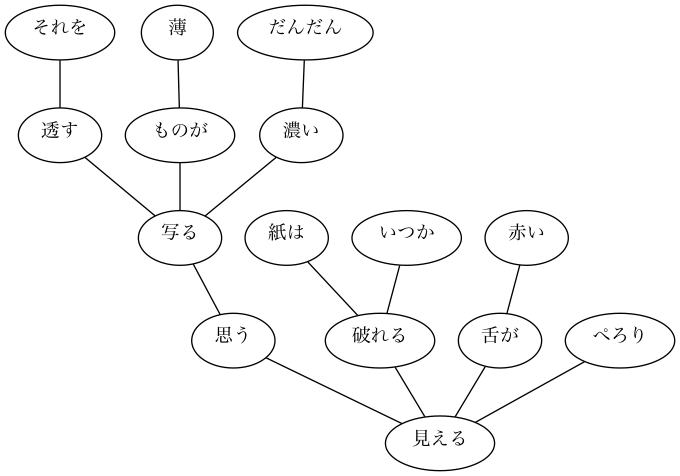 それを 薄 だんだん
透す ものが 濃い
写る 紙は いつか 赤い
思う 破れる 舌が ぺろり
見える